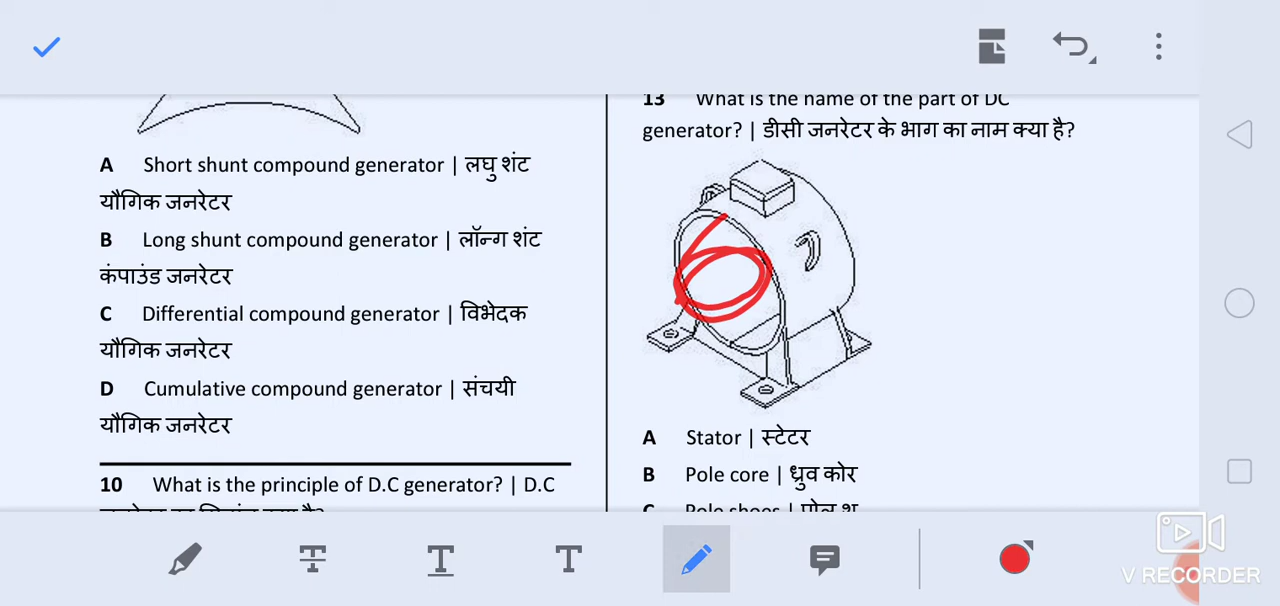 A Short shunt compound generator | लघु शंट
यौगिक जनरेटर
B Long shunt compound generator | लॉन्ग शंट
कंपाउंड जनरेटर
C Differential compound generator | विभेदक
यौगिक जनरेटर
D Cumulative compound generator | संचयी
यौगिक जनरेटर
10 What is the principle of D.C generator? | D.C
13 What is the name of the part of DC
generator? | डीसी जनरेटर के भाग का नाम क्या है?
A Stator | स्टेटर
B Pole core | ध्रुव कोर
C Pole shoes | पोल
T T T
V RECORDER